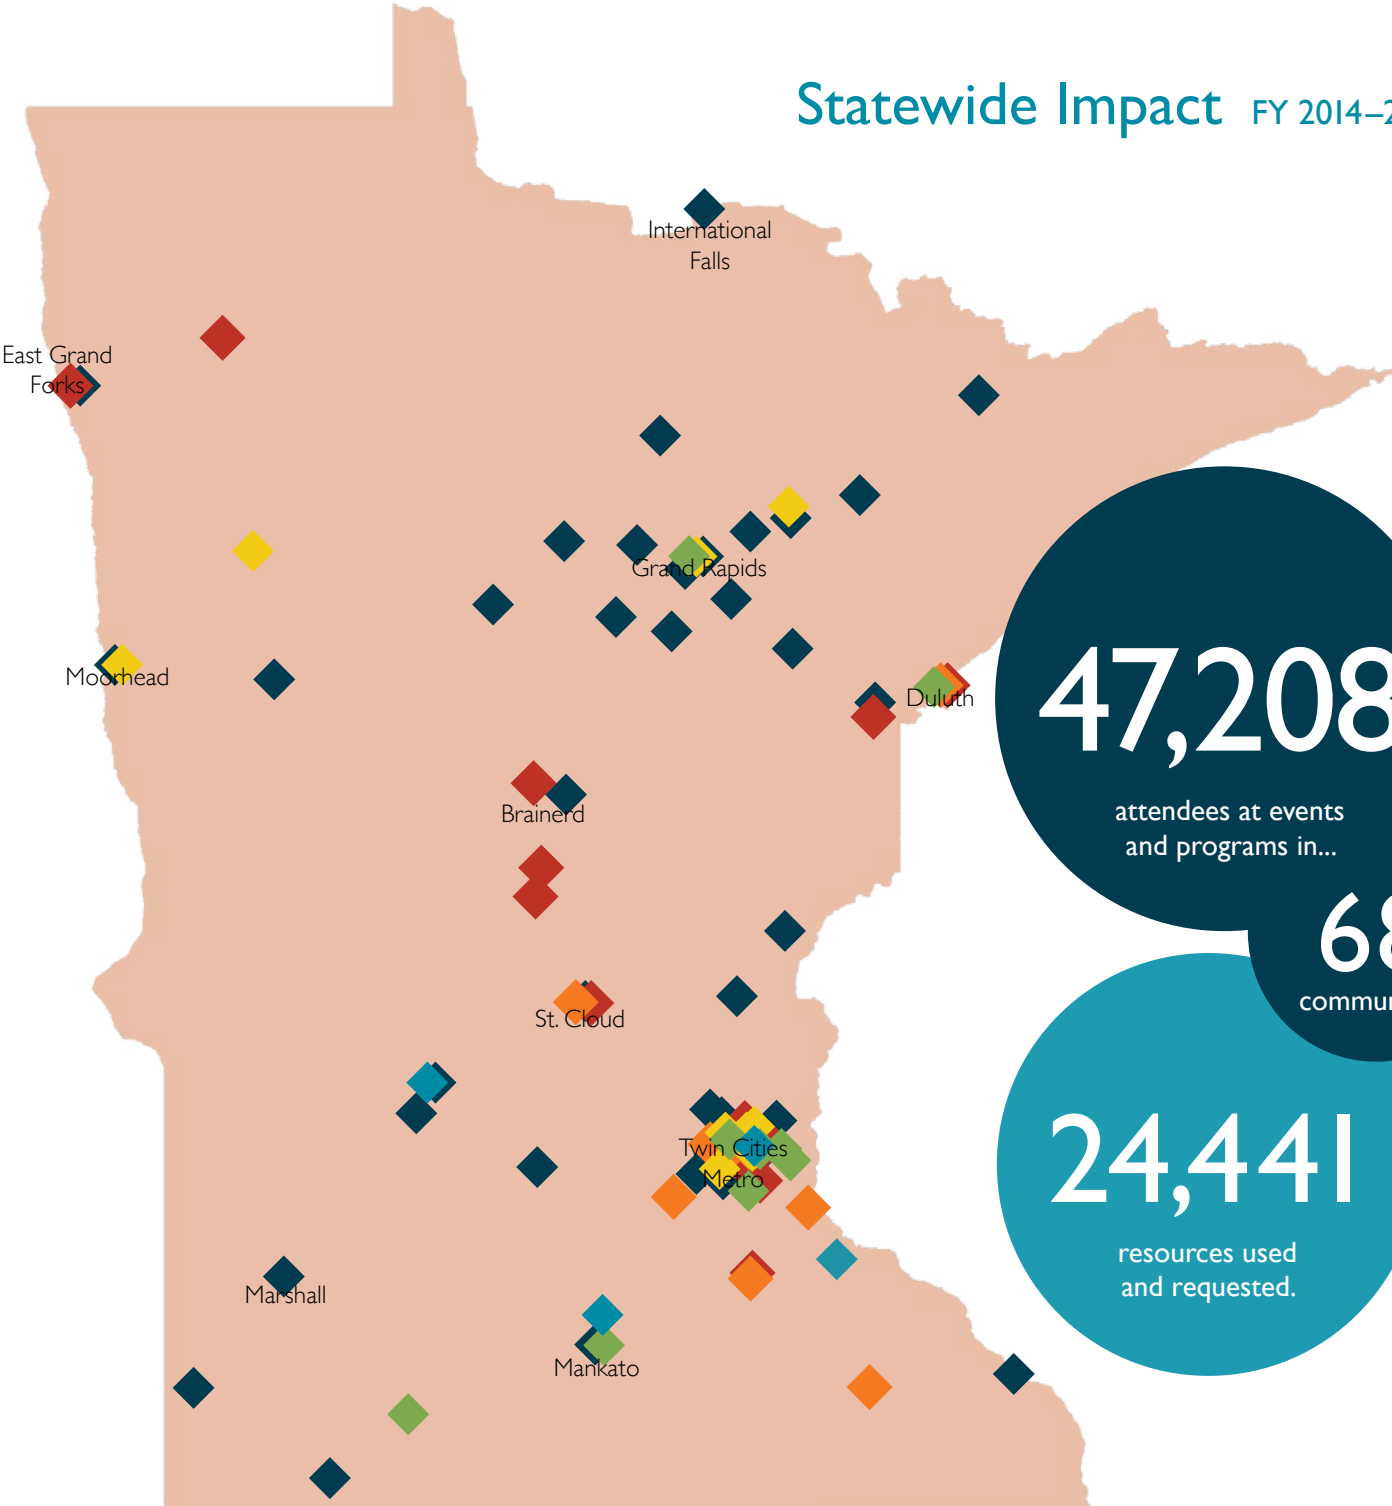 Statewide Impact FY 2014–2
International
Falls
East Grand
Forks
Grand Rapids
Moorhead
Duluth
47,208
attendees at events
and programs in...
Brainerd
68
commun
St. Cloud
Twin Cities
Metro
24,441
resources used
and requested.
Marshall
Mankato